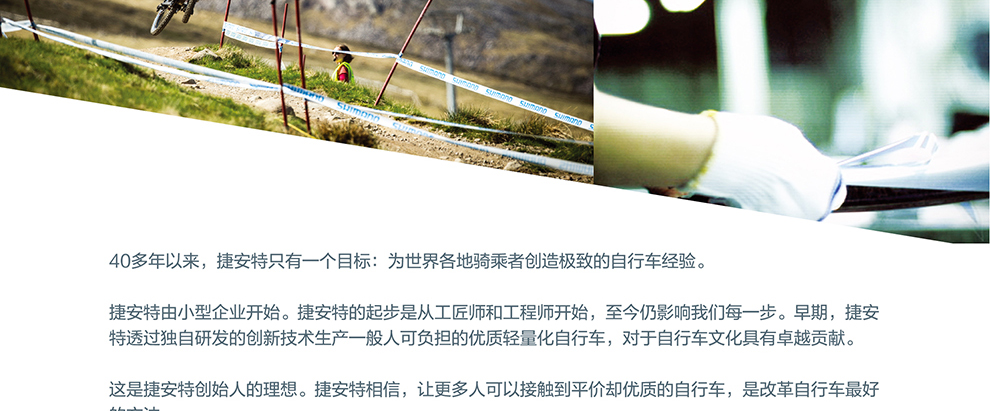 SHIMANO SHIMANO SHIMANO SHIMANO
SHIMANO SHIMANO
40多年以来，捷安特只有一个目标：为世界各地骑乘者创造极致的自行车经验。
捷安特由小型企业开始。捷安特的起步是从工匠师和工程师开始，至今仍影响我们每一步。早期，捷安
特透过独自研发的创新技术生产一般人可负担的优质轻量化自行车，对于自行车文化具有卓越贡献。
这是捷安特创始人的理想。捷安特相信，让更多人可以接触到平价却优质的自行车，是改革自行车最好